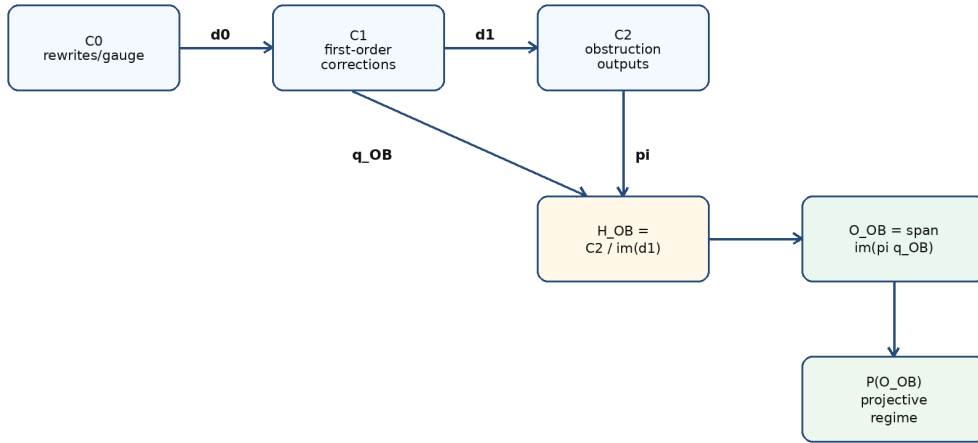 C0
rewrites/gauge
d0
C1
first-order
corrections
d1
C2
obstruction
outputs
q_OB
pi
H_OB =
C2 / im(d1)
O_OB = span
im(pi q_OB)
P(O_OB)
projective
regime